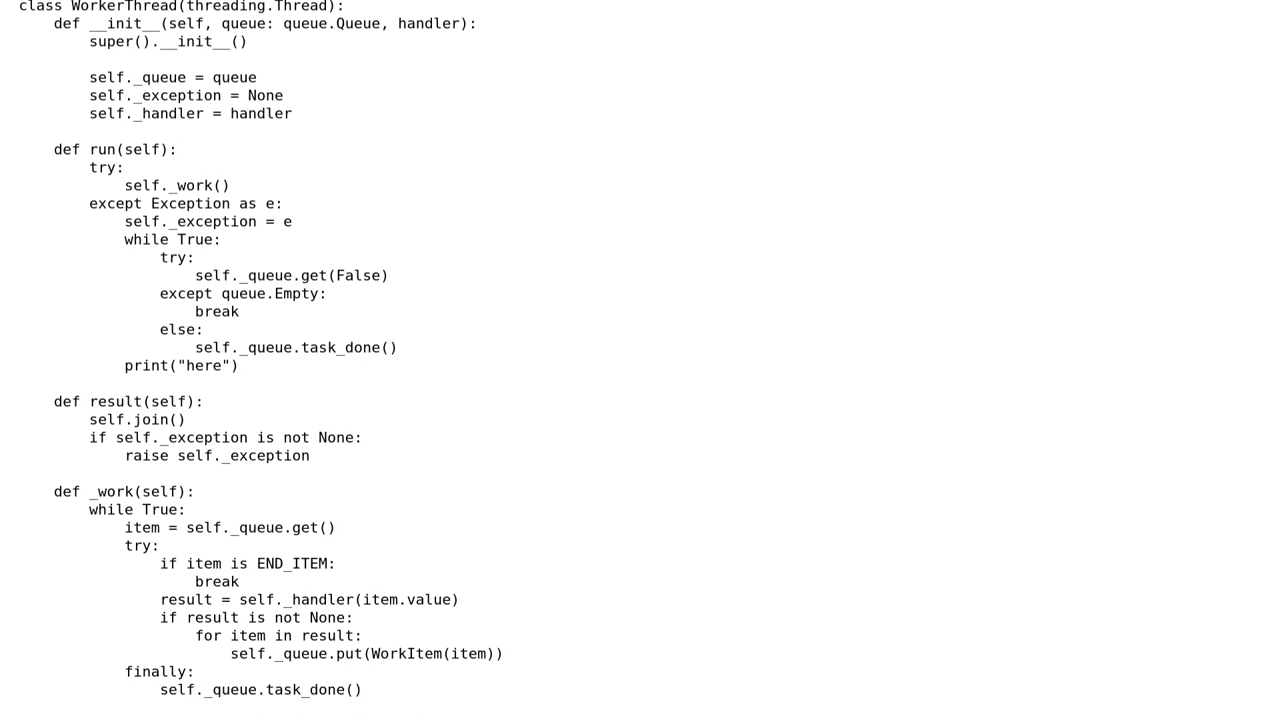 class WorkerThread(threading.Thread):
    def __init__(self, queue: queue.Queue, handler):
        super().__init__()

        self._queue = queue
        self._exception = None
        self._handler = handler

    def run(self):
        try:
            self._work()
        except Exception as e:
            self._exception = e
            while True:
                try:
                    self._queue.get(False)
                except queue.Empty:
                    break
                else:
                    self._queue.task_done()
            print("here")

    def result(self):
        self.join()
        if self._exception is not None:
            raise self._exception

    def _work(self):
        while True:
            item = self._queue.get()
            try:
                if item is END_ITEM:
                    break
                result = self._handler(item.value)
                if result is not None:
                    for item in result:
                        self._queue.put(WorkItem(item))
            finally:
                self._queue.task_done()